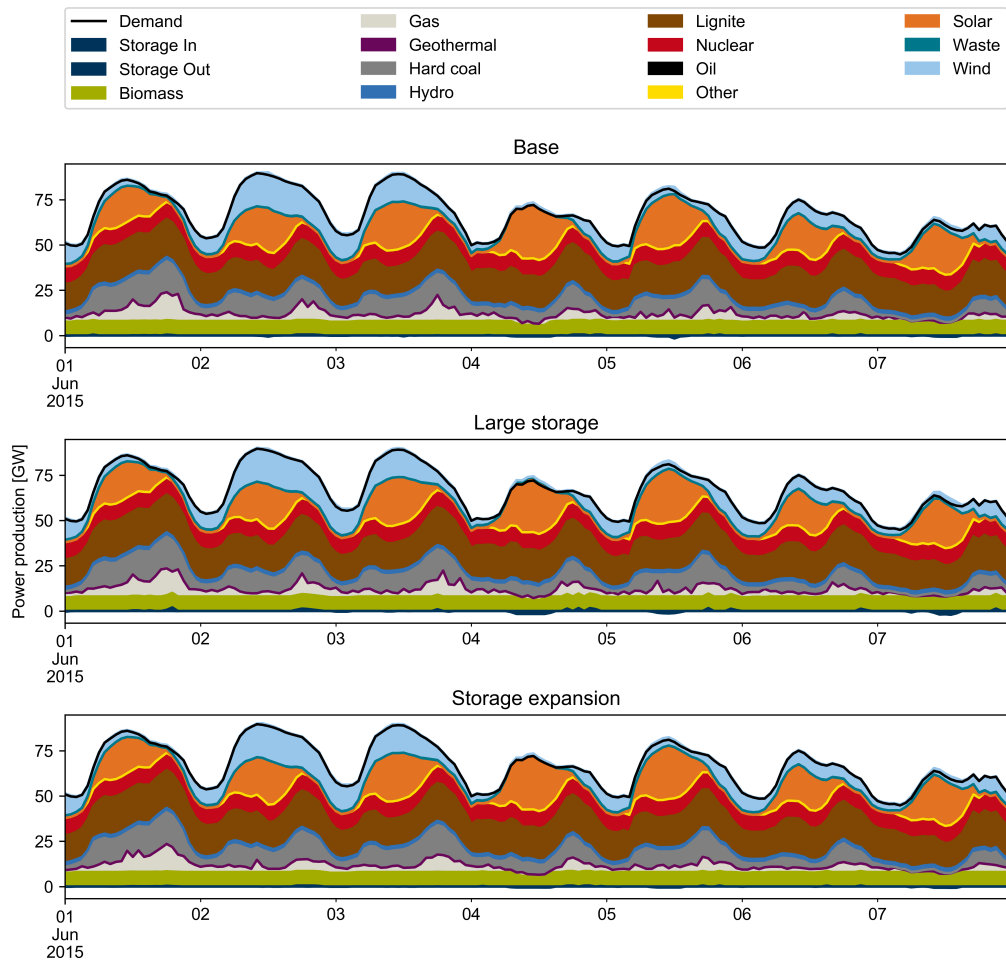 Demand Gas Lignite Solar
Storage In Geothermal Nuclear Waste
Storage Out Hard coal Oil Wind
Biomass Hydro Other
Base
75
50
25
0
01 02 03 04 05 06 07
Jun
2015
Large storage
Power production [GW]
75
50
25
0
01 02 03 04 05 06 07
Jun
2015
Storage expansion
75
50
25
0
01 02 03 04 05 06 07
Jun
2015